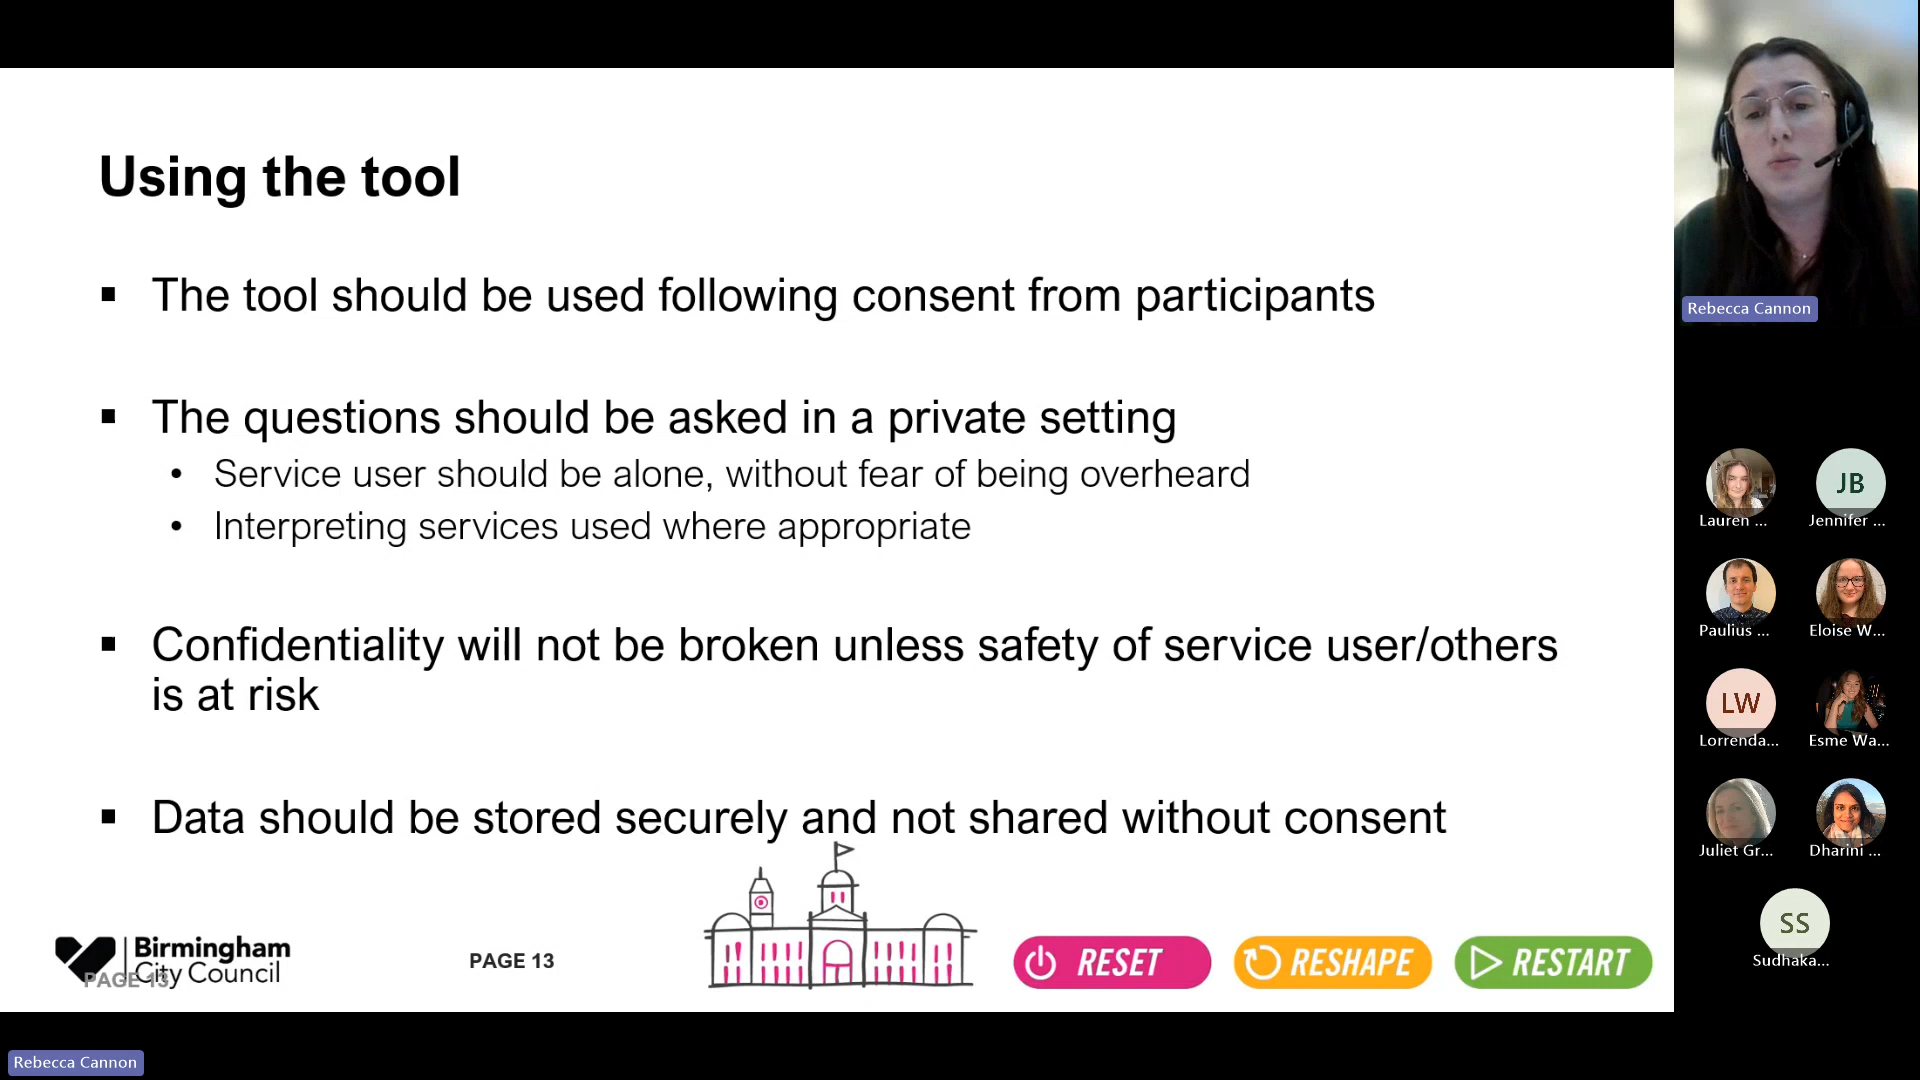 Using the tool
▪ The tool should be used following consent from participants
▪ The questions should be asked in a private setting
• Service user should be alone, without fear of being overheard
• Interpreting services used where appropriate
▪ Confidentiality will not be broken unless safety of service user/others
is at risk
▪ Data should be stored securely and not shared without consent
Birmingham
City Council
PAGE 13
PAGE 13
RESET
RESHAPE
RESTART
Rebecca Cannon
Rebecca Cannon
Lauren ...
JB
Jennifer ...
Paulius ...
Eloise W...
LW
Lorrenda...
Esme Wa...
Juliet Gr...
Dharini ...
SS
Sudhaka...